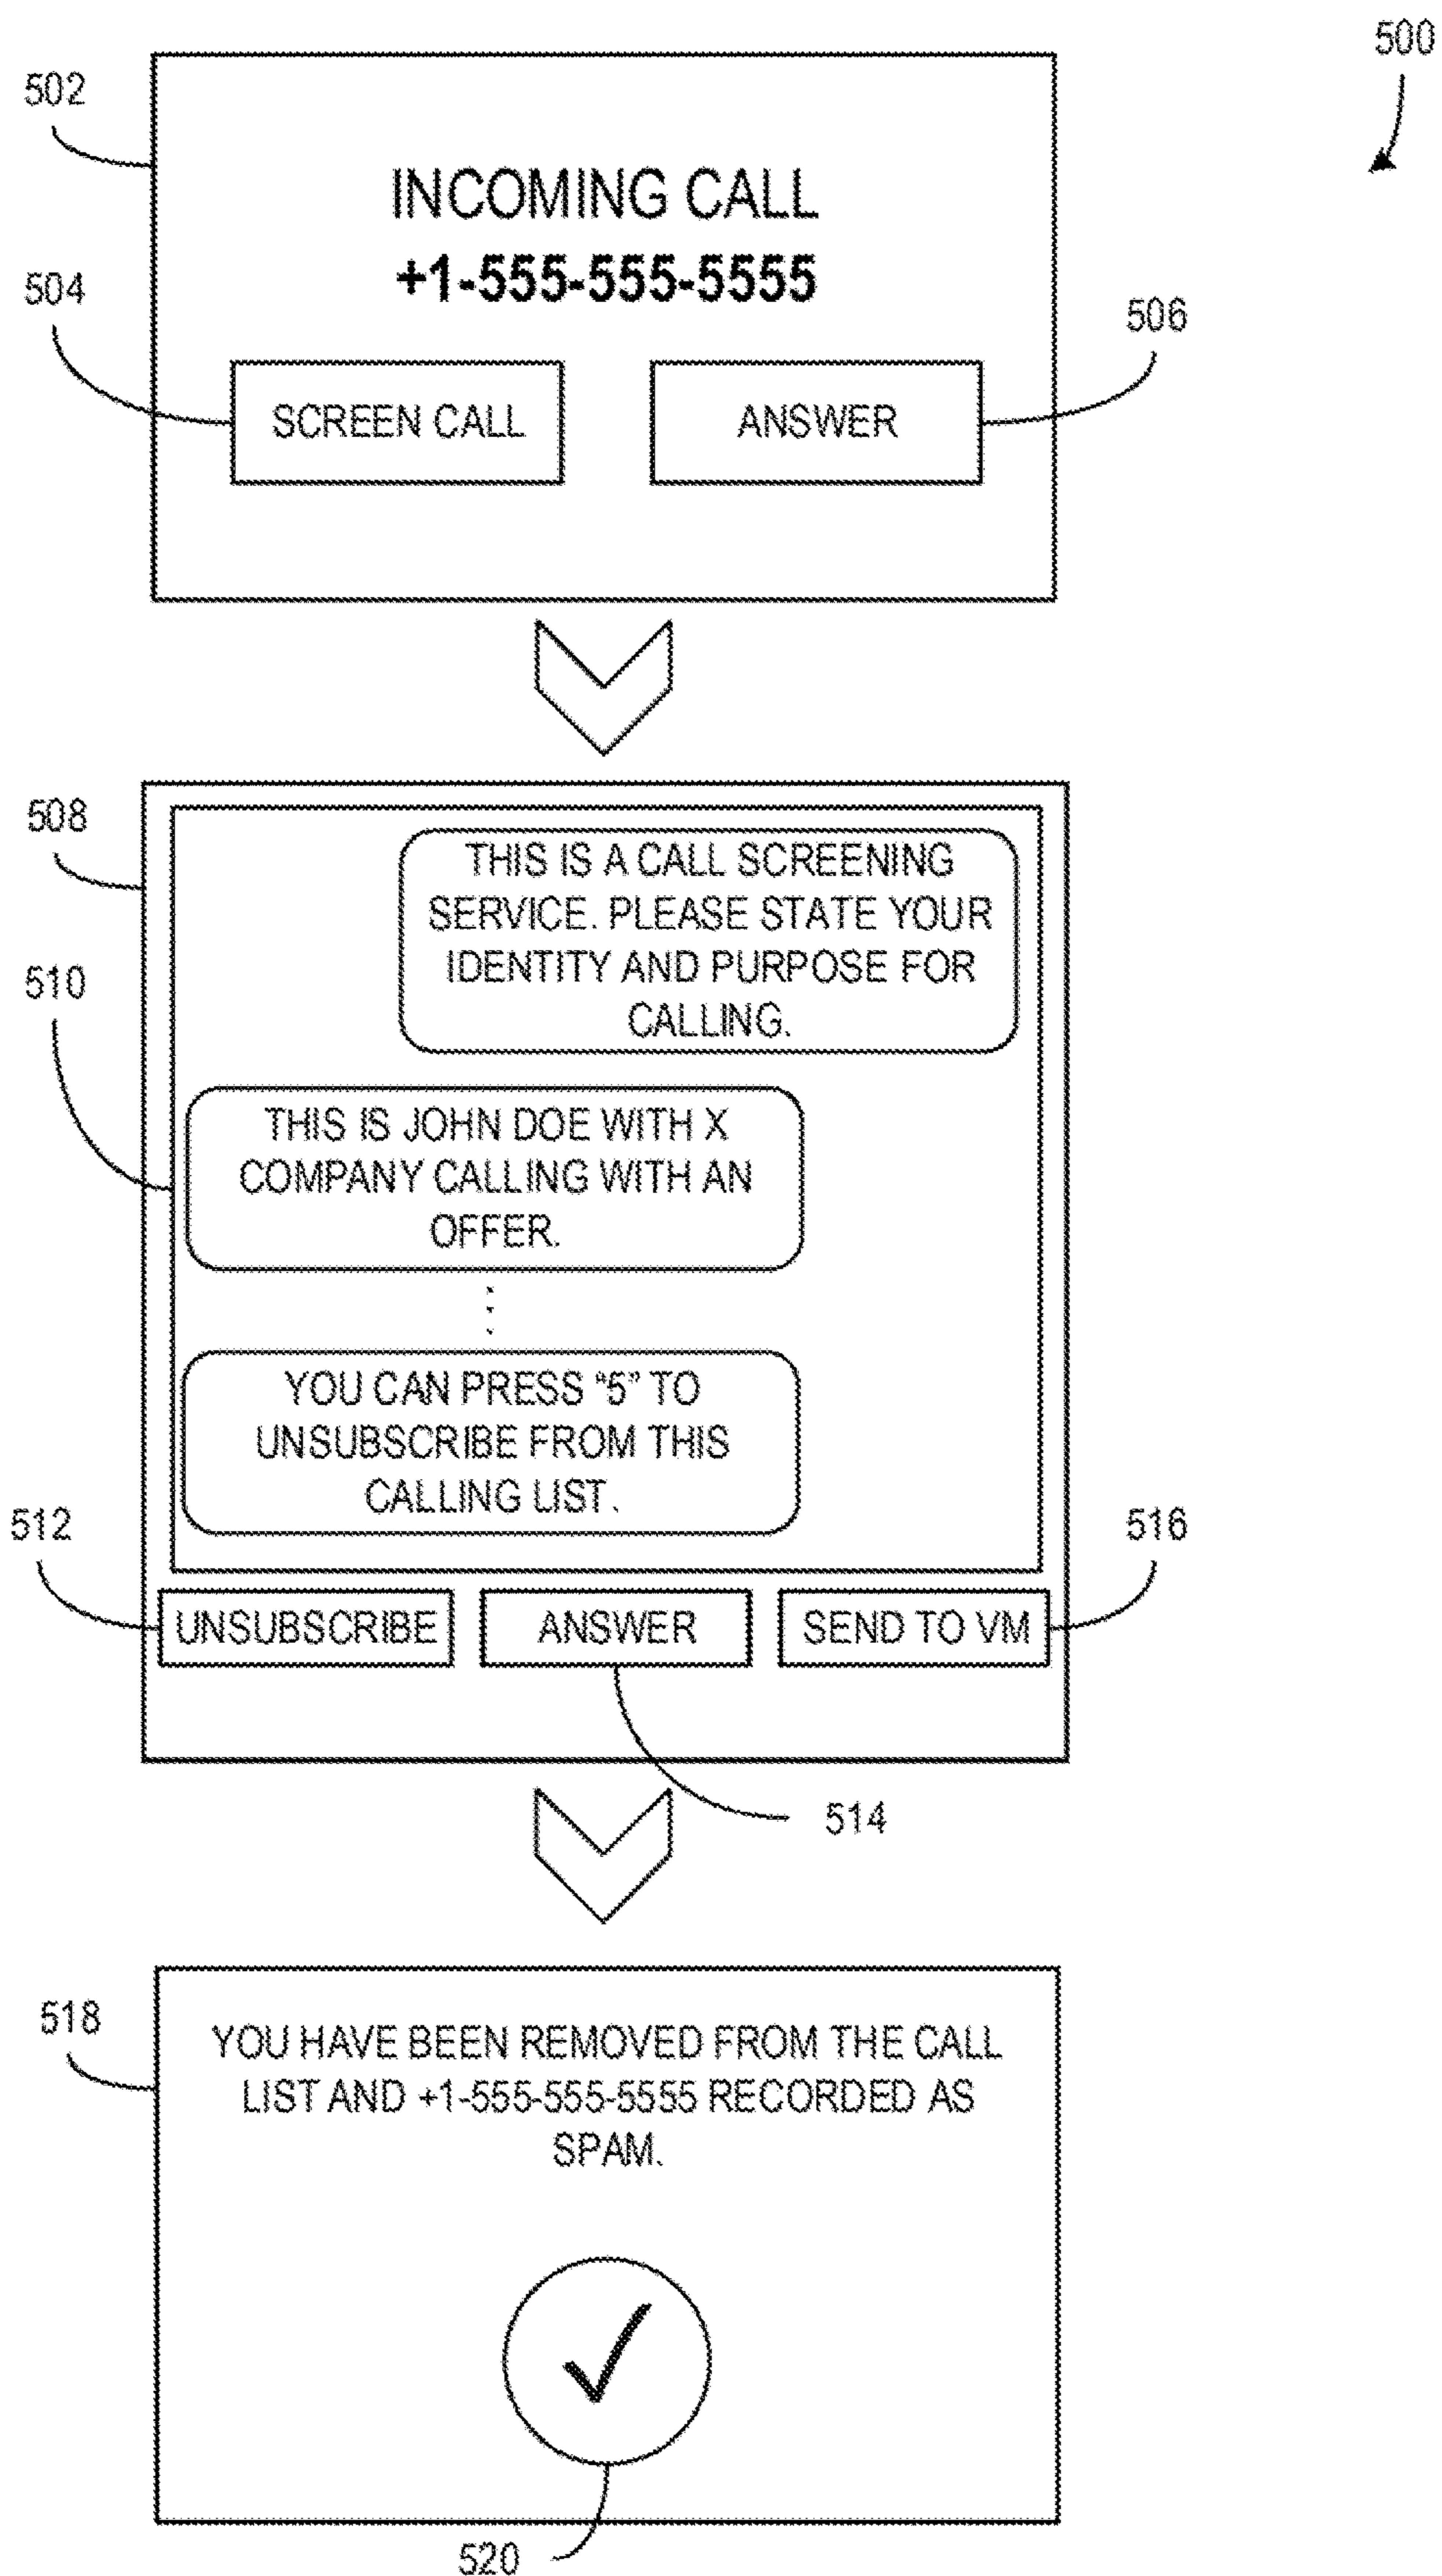 500
502
INCOMING CALL
+1-555-555-5555
504
506
SCREEN CALL
ANSWER
508
THIS IS A CALL SCREENING
SERVICE. PLEASE STATE YOUR
IDENTITY AND PURPOSE FOR
CALLING.
510
THIS IS JOHN DOE WITH X
COMPANY CALLING WITH AN
OFFER.
YOU CAN PRESS “5” TO
UNSUBSCRIBE FROM THIS
CALLING LIST.
512
516
UNSUBSCRIBE
ANSWER
SEND TO VM
514
518
YOU HAVE BEEN REMOVED FROM THE CALL
LIST AND +1-555-555-5555 RECORDED AS
SPAM.
520